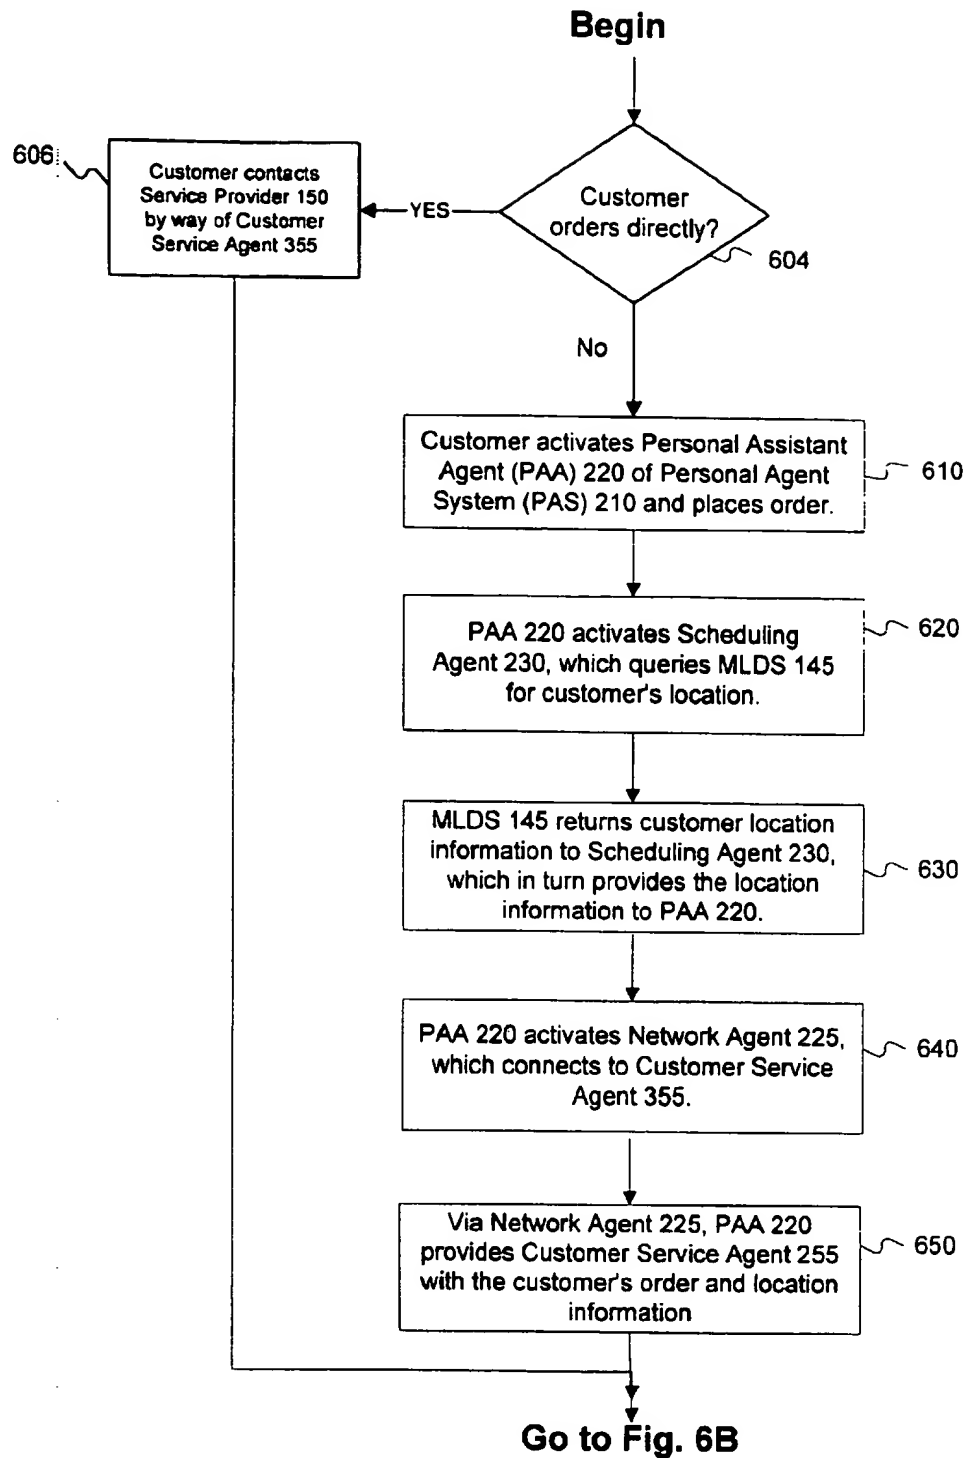 Begin
606
Customer contacts
Service Provider 150
by way of Customer
Service Agent 355
YES
Customer
orders directly?
604
No
Customer activates Personal Assistant
Agent (PAA) 220 of Personal Agent
System (PAS) 210 and places order.
610
PAA 220 activates Scheduling
Agent 230, which queries MLDS 145
for customer's location.
620
MLDS 145 returns customer location
information to Scheduling Agent 230,
which in turn provides the location
information to PAA 220.
630
PAA 220 activates Network Agent 225,
which connects to Customer Service
Agent 355.
640
Via Network Agent 225, PAA 220
provides Customer Service Agent 255
with the customer's order and location
information
650
Go to Fig. 6B